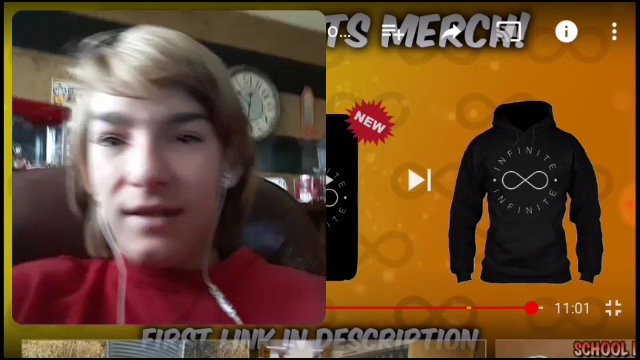 TS MERCH!
O...
NEW
INFINITE
INFINITE
11:01
FIRST LINK IN DESCRIPTION
SCHOOL